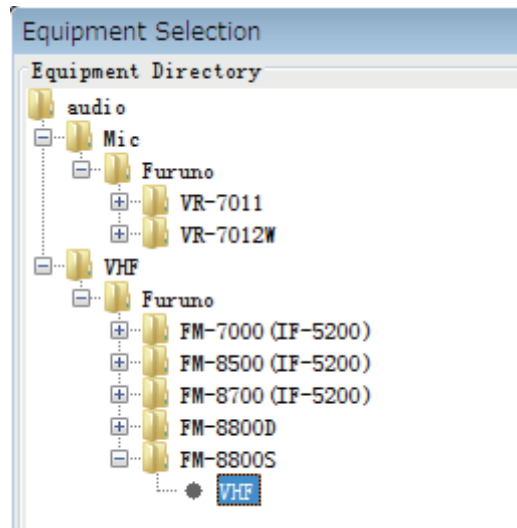 Equipment Selection
Equipment Directory
audio
Mic
Furuno
VR-7011
VR-7012W
VHF
Furuno
FM-7000(IF-5200)
FM-8500(IF-5200)
FM-8700(IF-5200)
FM-8800D
FM-8800S
VHF